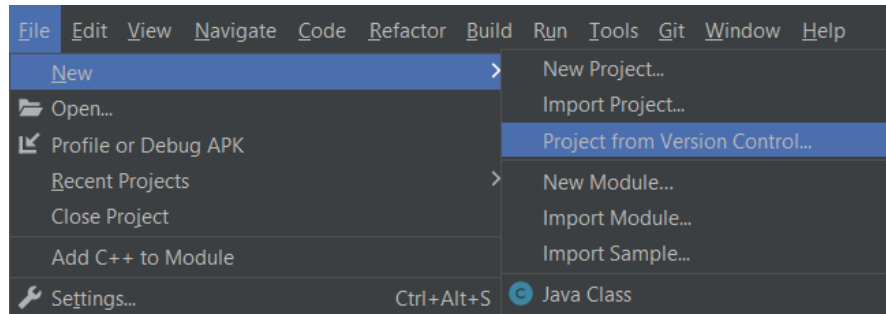 File Edit View Navigate Code Refactor Build Run Tools Git Window Help
New
Open...
Profile or Debug APK
Recent Projects
Close Project
Add C++ to Module
Settings... Ctrl+Alt+S
New Project...
Import Project...
Project from Version Control...
New Module...
Import Module...
Import Sample...
C Java Class